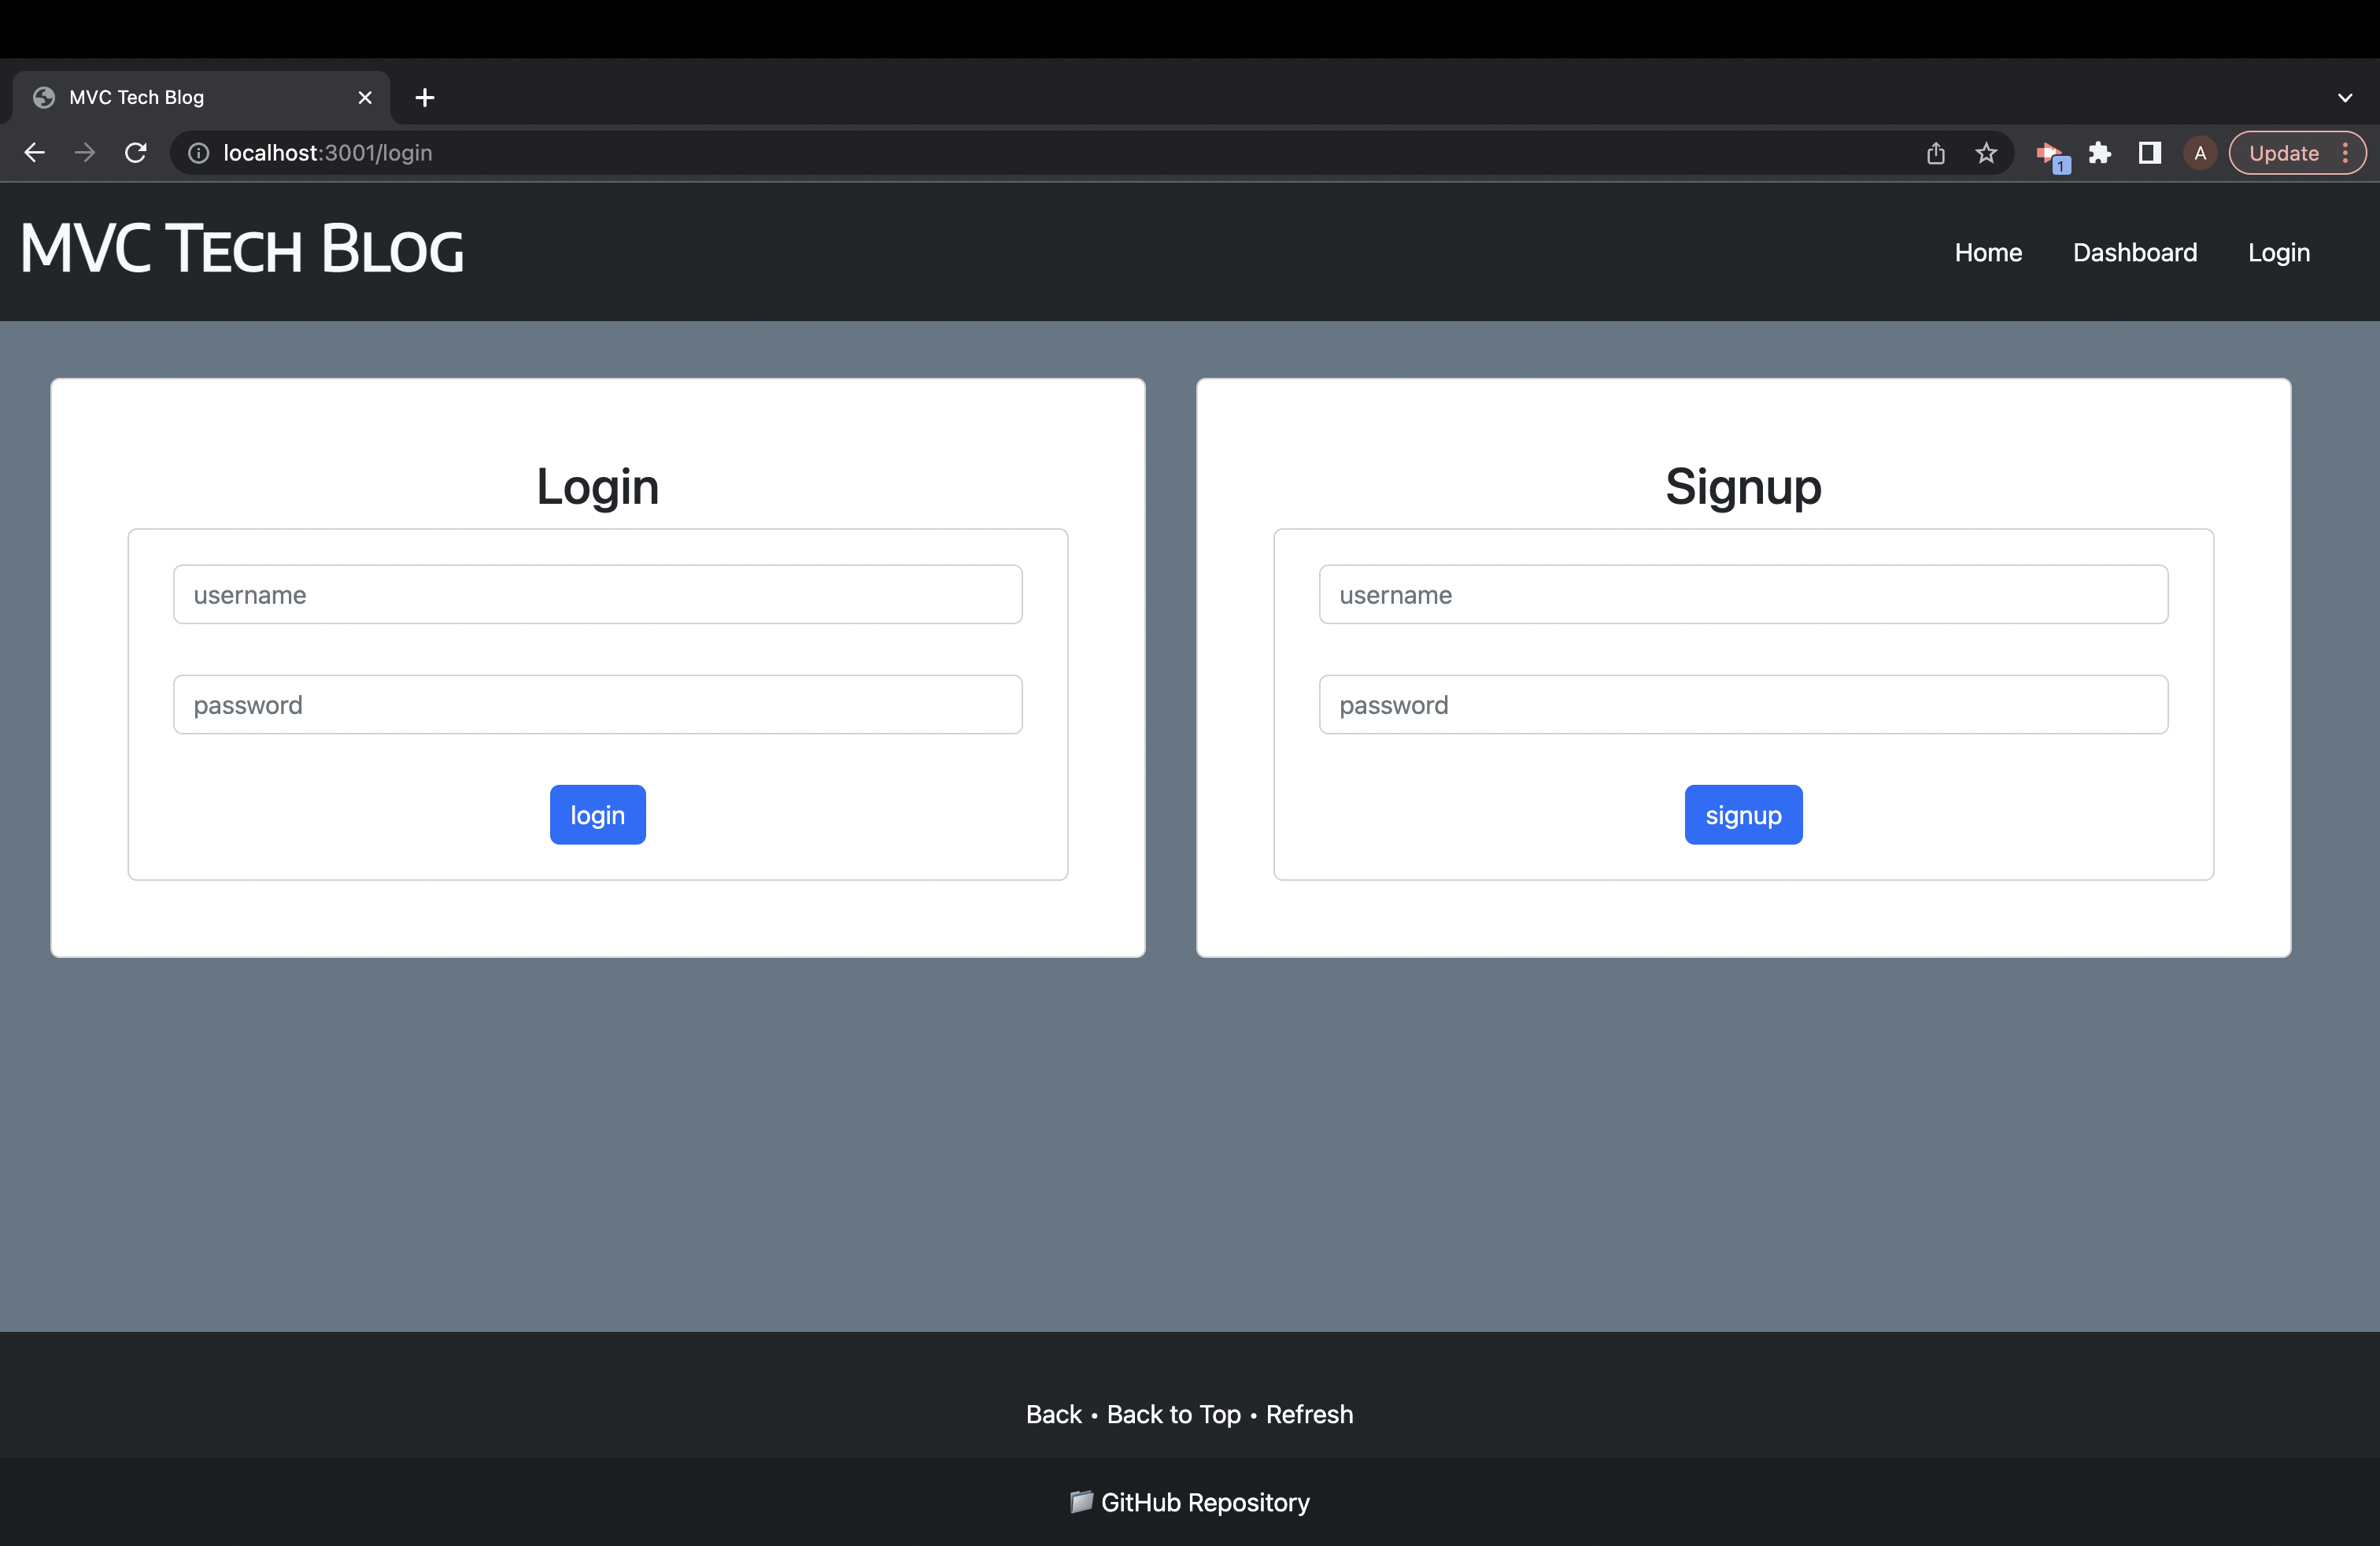 MVC Tech Blog
localhost:3001/login
1
A
Update
MVC Tech Blog
Home Dashboard Login
Login
username
password
login
Signup
username
password
signup
Back • Back to Top • Refresh
GitHub Repository